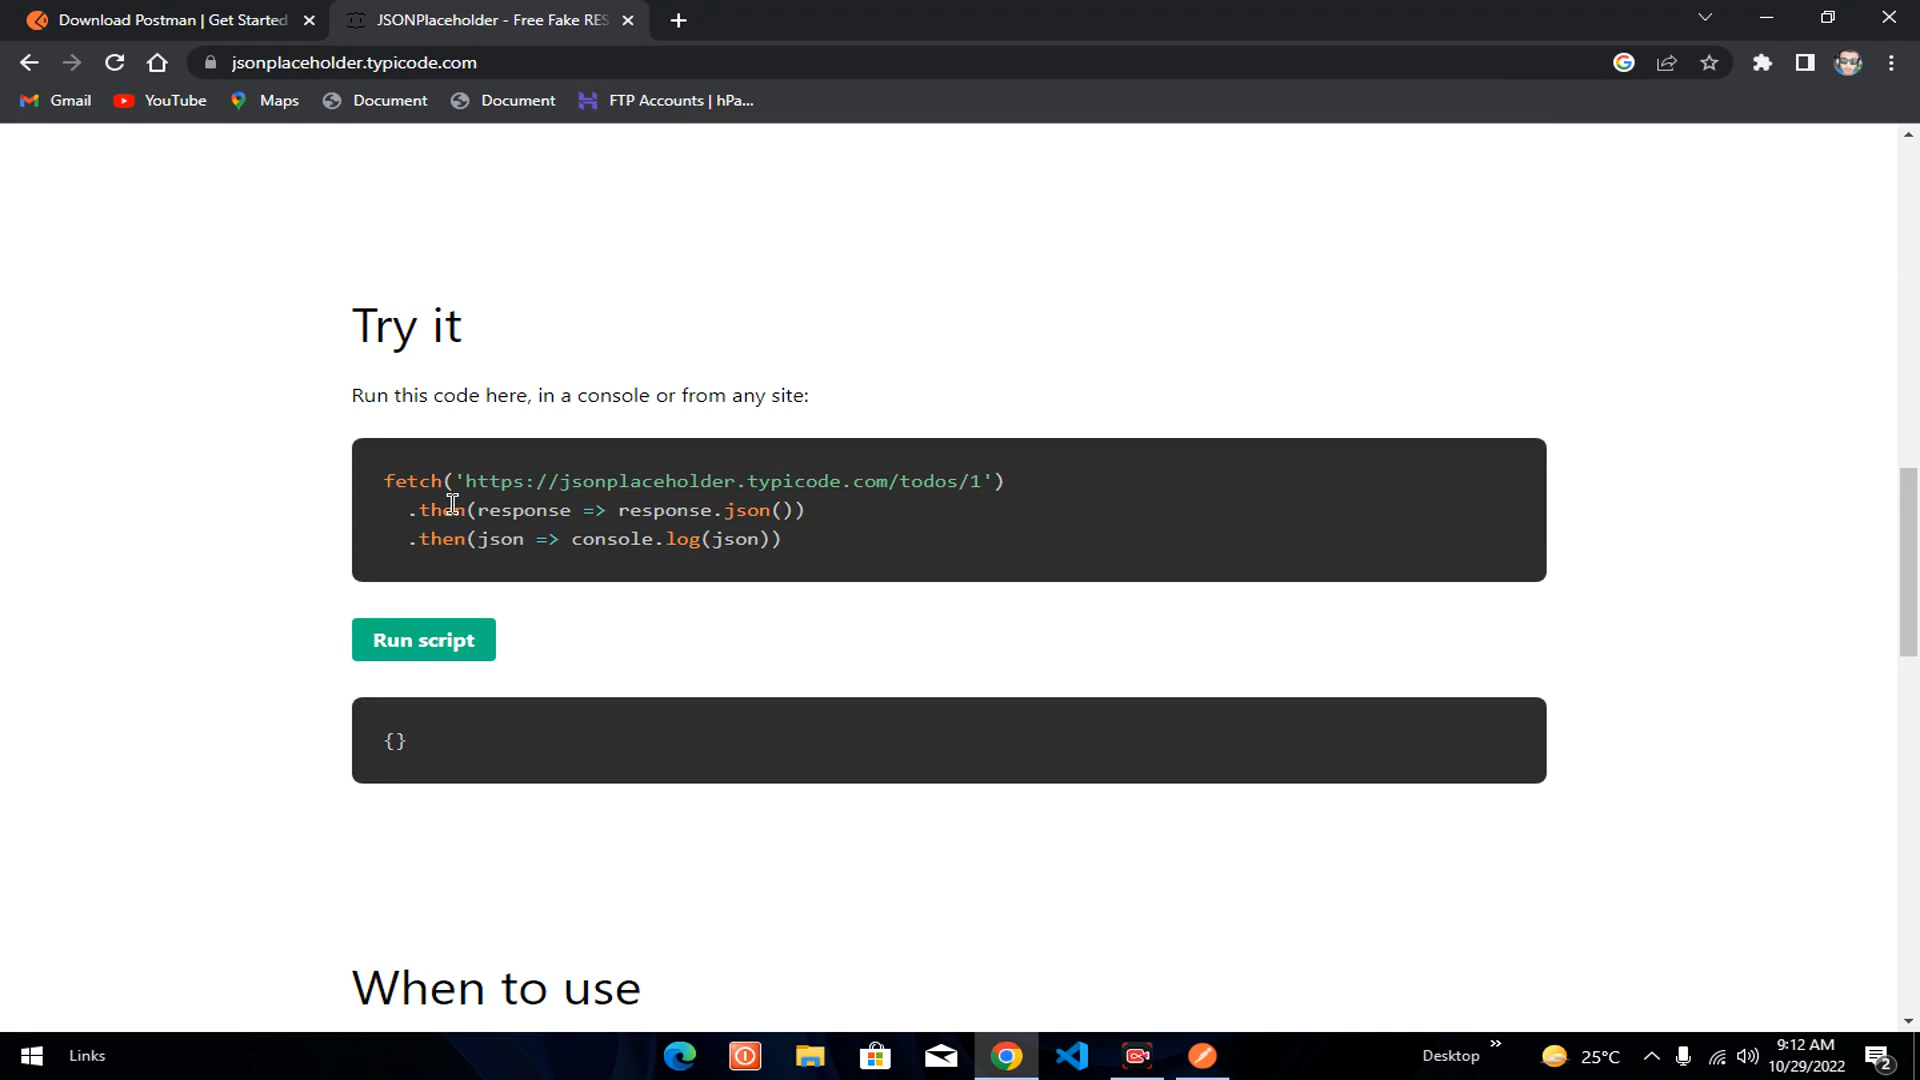 Download Postman | Get Started
JSONPlaceholder - Free Fake RES
jsonplaceholder.typicode.com
Gmail
YouTube
Maps
Document
Document
FTP Accounts | hPa...
Try it
Run this code here, in a console or from any site:
fetch('https://jsonplaceholder.typicode.com/todos/1')
.then(response => response.json())
.then(json => console.log(json))
Run script
{}
When to use
Links
Desktop
25°C
9:12 AM
10/29/2022
2